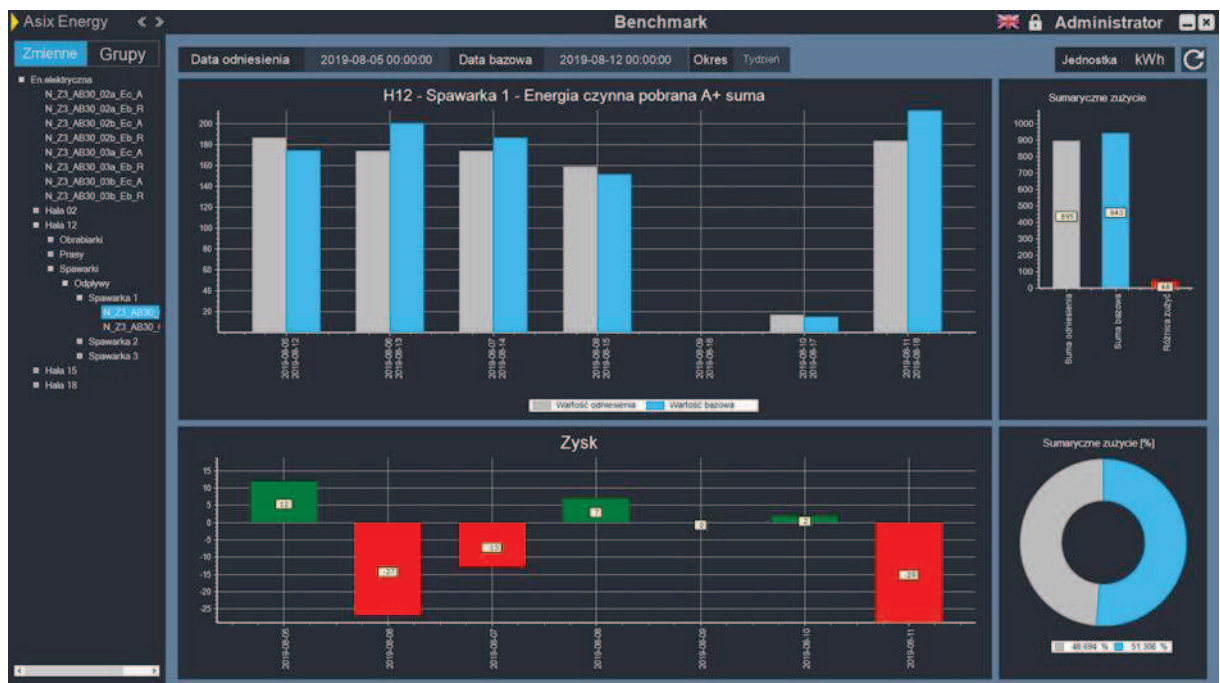 Asix Energy
Benchmark
Administrator
Zmienne Grupy
Data odniesienia 2019-08-05 00:00:00 Data bazowa 2019-08-12 00:00:00 Okres Tydzień
Jednostka kWh
En.elektryczna
N_Z3_AB30_02a_Ec_A
N_Z3_AB30_02a_Eb_R
N_Z3_AB30_02b_Ec_A
N_Z3_AB30_02b_Eb_R
N_Z3_AB30_03a_Ec_A
N_Z3_AB30_03a_Eb_R
N_Z3_AB30_03b_Ec_A
N_Z3_AB30_03b_Eb_R
Hala 02
Hala 12
Obrabiarki
Prasy
Spawarki
Odpływy
Spawarka 1
N_Z3_AB30_
N_Z3_AB30_
Spawarka 2
Spawarka 3
Hala 15
Hala 18
H12 - Spawarka 1 - Energia czynna pobrana A+ suma
200
180
160
140
120
100
80
60
40
20
2019-08-05
2019-08-12
2019-08-06
2019-08-13
2019-08-07
2019-08-14
2019-08-08
2019-08-15
2019-08-09
2019-08-16
2019-08-10
2019-08-17
2019-08-11
2019-08-18
Wartość odniesienia Wartość bazowa
Sumaryczne zużycie
1000
900
800
700
600
500
400
300
200
100
0
895
943
48
Suma odniesienia
Suma bazowa
Różnica zużyć
Zysk
15
10
5
0
-5
-10
-15
-20
-25
12
-27
-13
7
0
2
-29
2019-08-05
2019-08-06
2019-08-07
2019-08-08
2019-08-09
2019-08-10
2019-08-11
Sumaryczne zużycie [%]
48,694 % 51,306 %